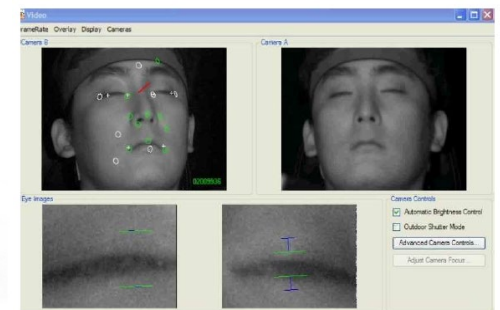 Video
rameRate Overlay Display Cameras
Camera B
Camera A
02009936
Eye Images
Camera Controls
Automatic Brightness Control
Outdoor Shutter Mode
Advanced Camera Controls...
Adjust Camera Focus...